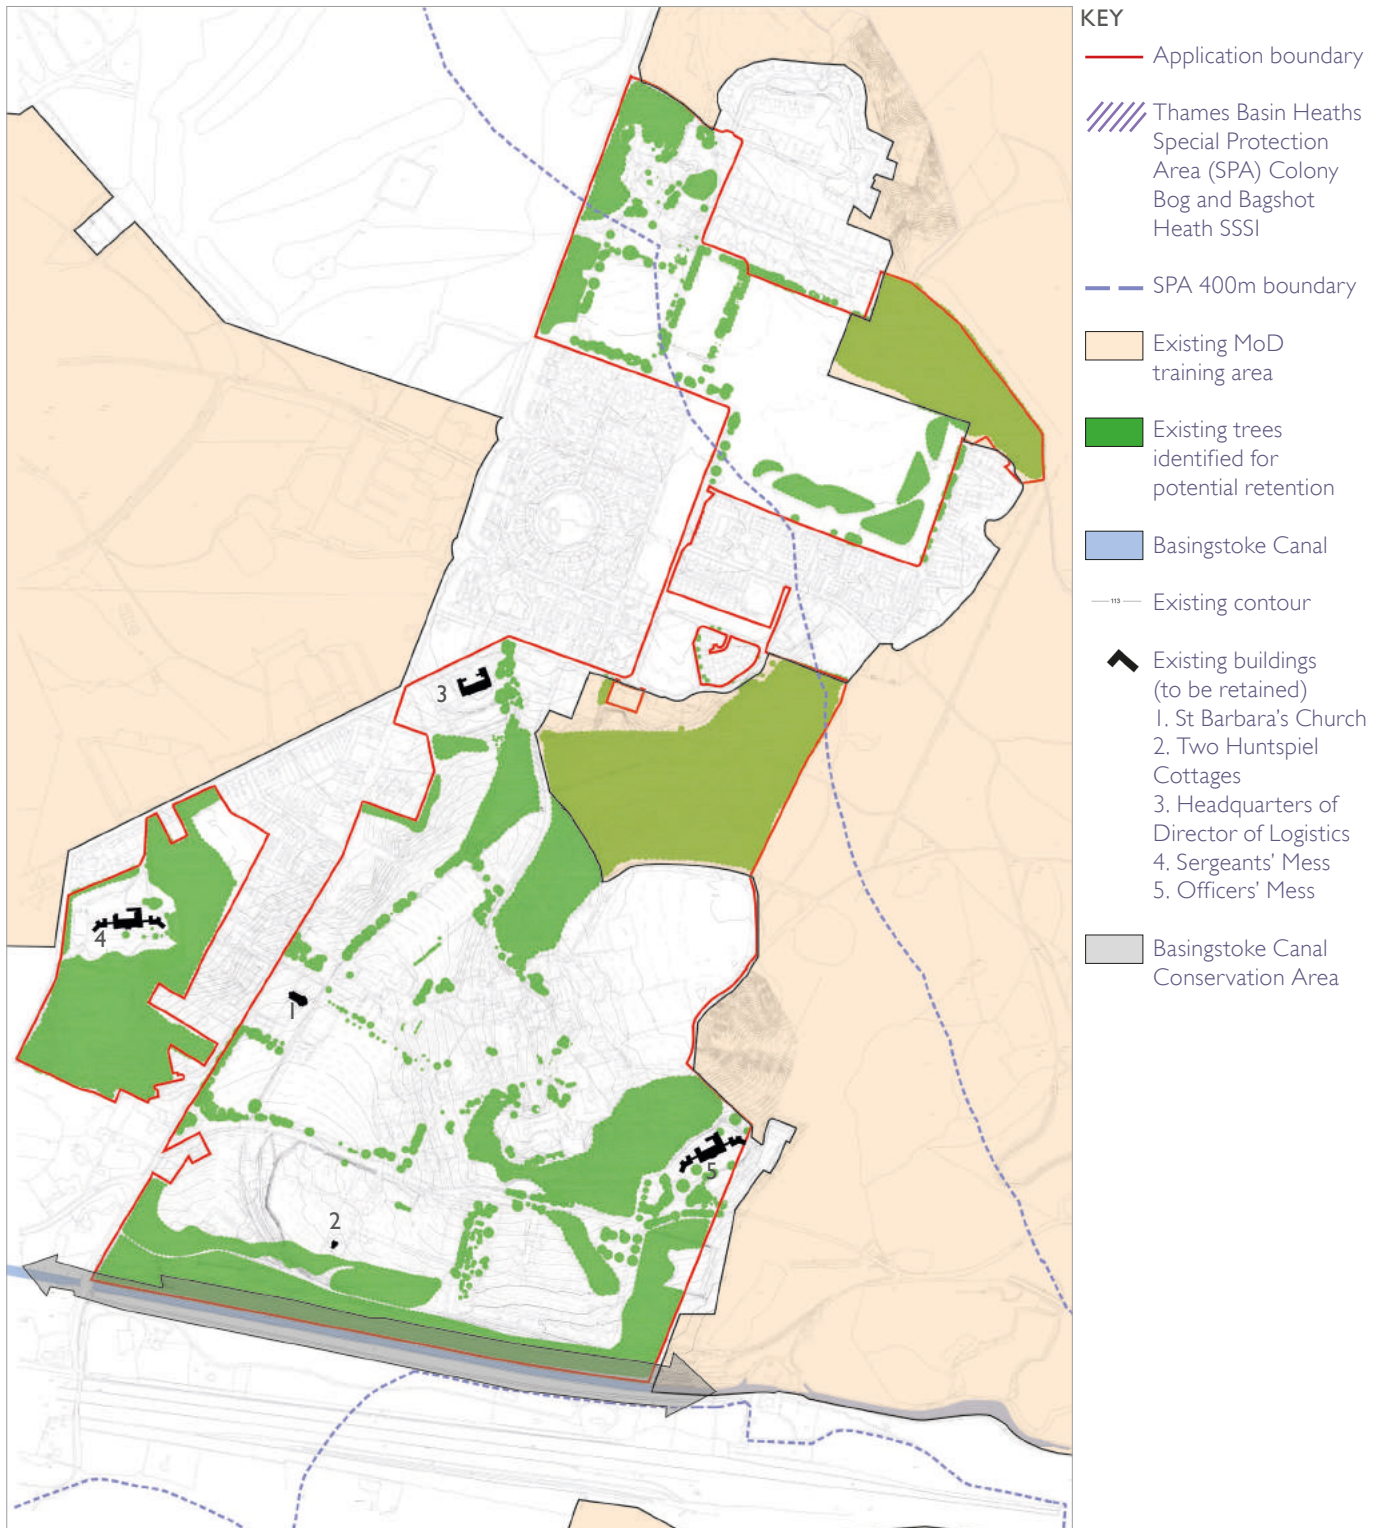 KEY
Application boundary
Thames Basin Heaths
Special Protection
Area (SPA) Colony
Bog and Bagshot
Heath SSSI
SPA 400m boundary
Existing MoD
training area
Existing trees
identified for
potential retention
Basingstoke Canal
113
Existing contour
Existing buildings
(to be retained)
1. St Barbara's Church
2. Two Huntspiel
Cottages
3. Headquarters of
Director of Logistics
4. Sergeants' Mess
5. Officers' Mess
Basingstoke Canal
Conservation Area
3
4
1
5
2